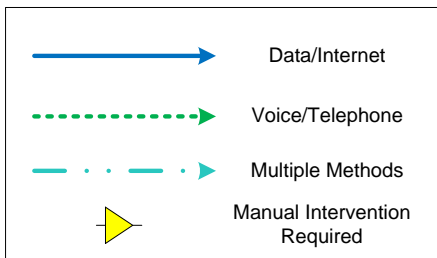 Data/Internet
Voice/Telephone
Multiple Methods
Manual Intervention
Required